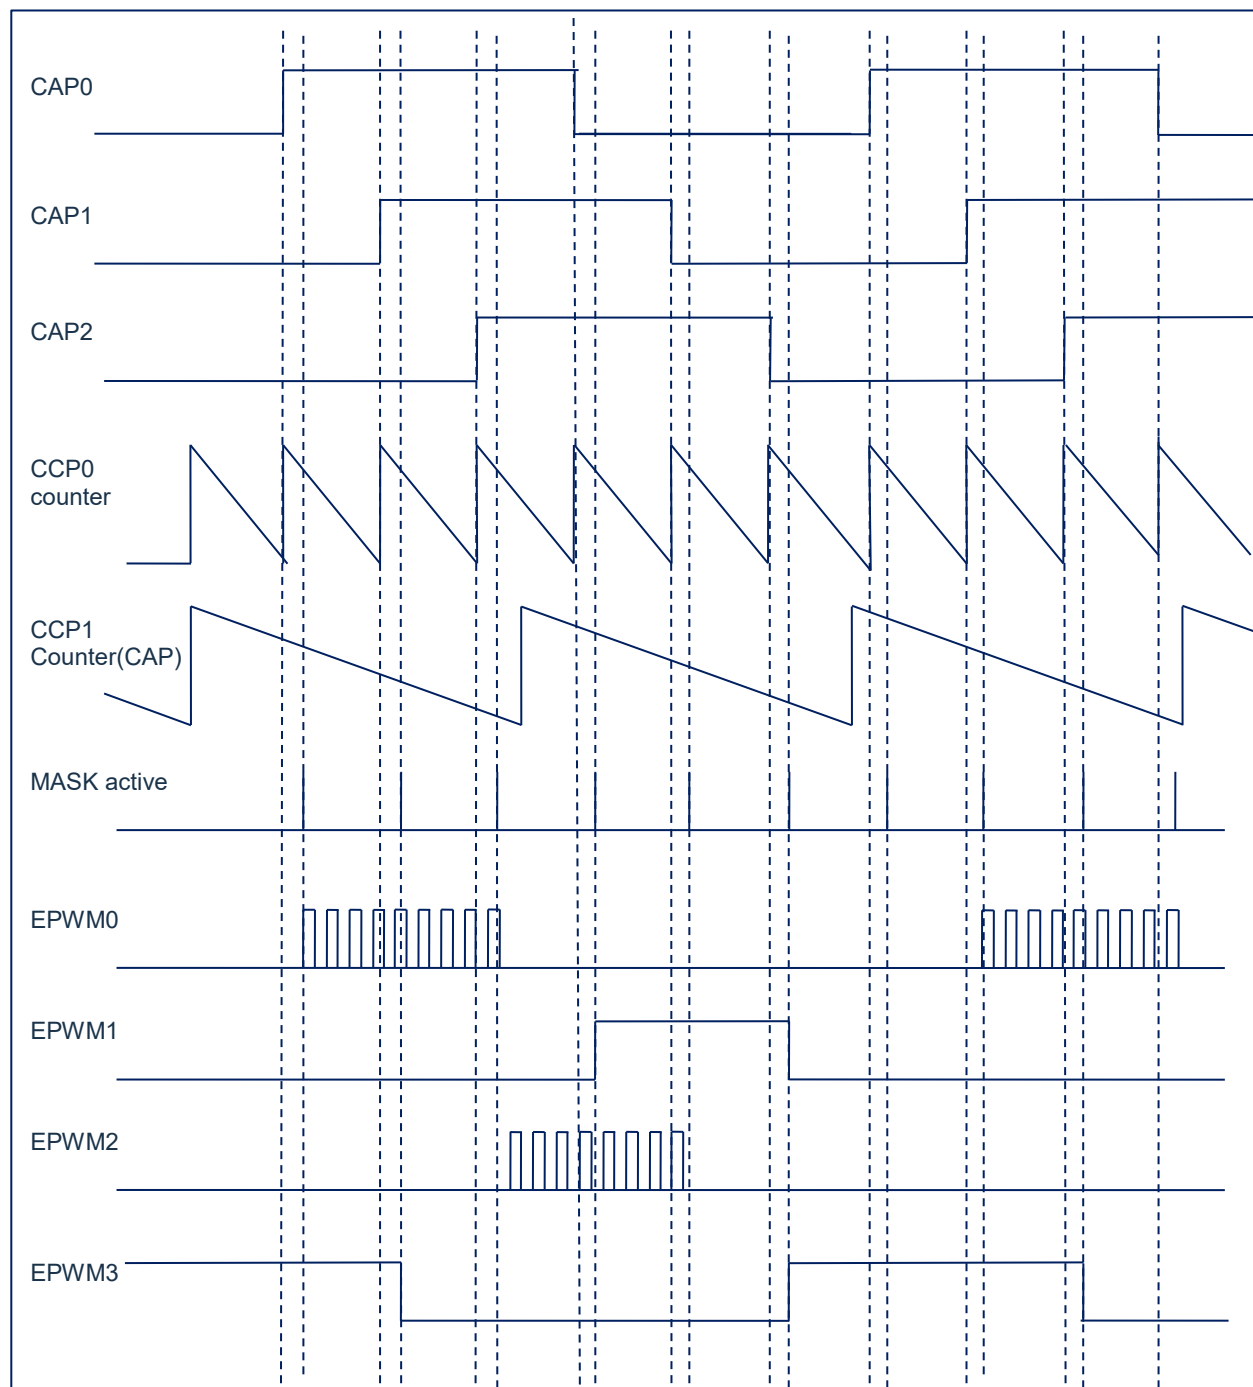 CAP0
CAP1
CAP2
CCP0
counter
CCP1
Counter(CAP)
MASK active
EPWM0
EPWM1
EPWM2
EPWM3